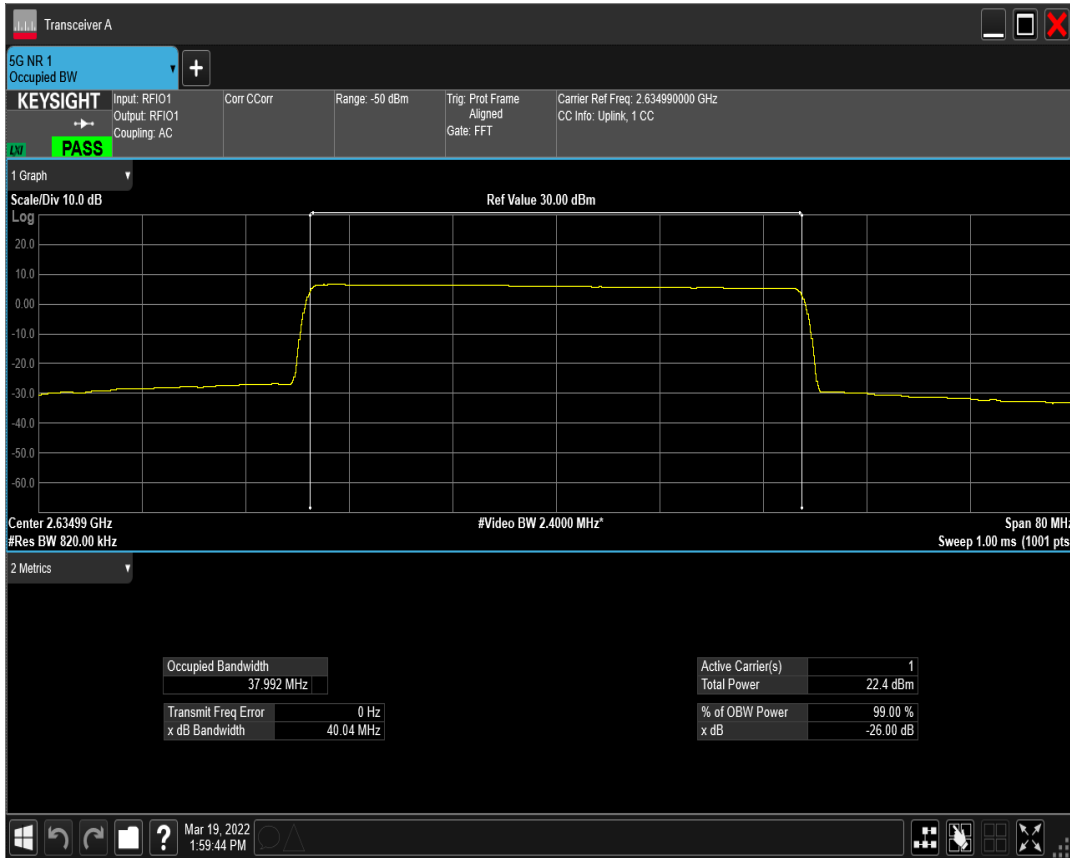 Transceiver A
5G NR 1
Occupied BW
+
KEYSIGHT
LXI
PASS
Input: RFIO1
Output: RFIO1
Coupling: AC
Corr CCorr
Range: -50 dBm
Trig: Prot Frame
Aligned
Gate: FFT
Carrier Ref Freq: 2.634990000 GHz
CC Info: Uplink, 1 CC
1 Graph
Scale/Div 10.0 dB
Ref Value 30.00 dBm
Log
20.0
10.0
0.00
-10.0
-20.0
-30.0
-40.0
-50.0
-60.0
Center 2.63499 GHz
#Video BW 2.4000 MHz*
Span 80 MHz
#Res BW 820.00 kHz
Sweep 1.00 ms (1001 pts
2 Metrics
Occupied Bandwidth
37.992 MHz
Transmit Freq Error 0 Hz
x dB Bandwidth 40.04 MHz
Active Carrier(s) 1
Total Power 22.4 dBm
% of OBW Power 99.00 %
x dB -26.00 dB
?
Mar 19, 2022
1:59:44 PM